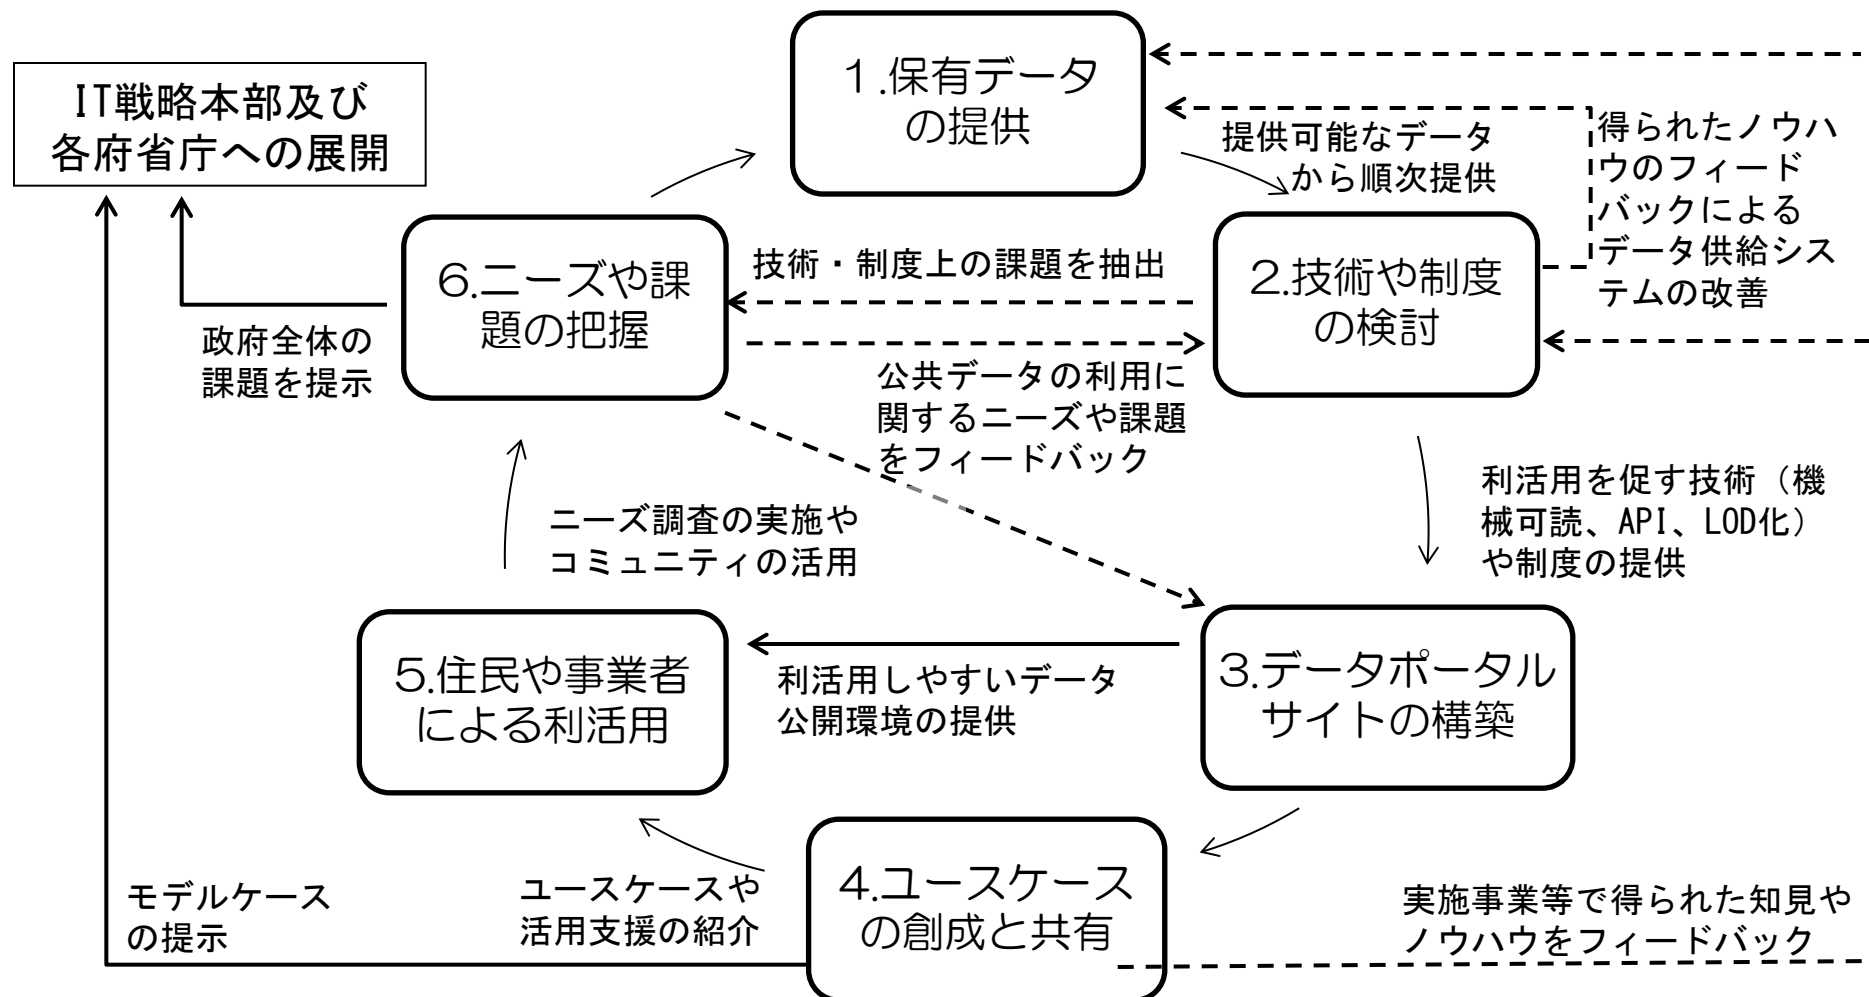 1.保有データ
の提供
IT戦略本部及び
各府省庁への展開
提供可能なデータ
から順次提供
得られたノウハ
ウのフィード
バックによる
データ供給シス
テムの改善
6.ニーズや課
題の把握
技術・制度上の課題を抽出
2.技術や制度
の検討
政府全体の
課題を提示
公共データの利用に
関するニーズや課題
をフィードバック
利活用を促す技術（機
械可読、API、LOD化）
や制度の提供
ニーズ調査の実施や
コミュニティの活用
5.住民や事業者
による利活用
利活用しやすいデータ
公開環境の提供
3.データポータル
サイトの構築
モデルケース
の提示
ユースケースや
活用支援の紹介
4.ユースケース
の創成と共有
実施事業等で得られた知見や
ノウハウをフィードバック